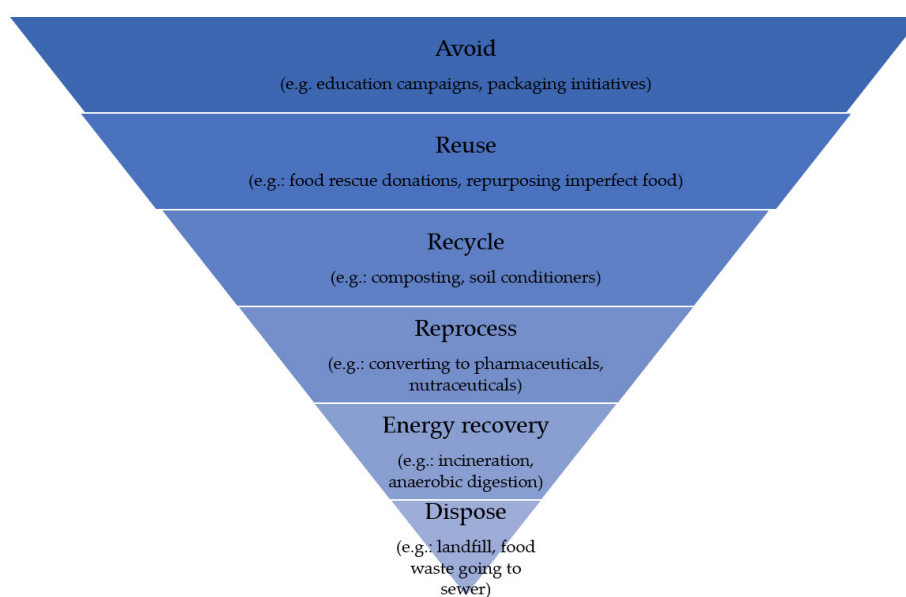 Avoid
(e.g. education campaigns, packaging initiatives)
Reuse
(e.g.: food rescue donations, repurposing imperfect food)
Recycle
(e.g.: composting, soil conditioners)
Reprocess
(e.g.: converting to pharmaceuticals,
nutraceuticals)
Energy recovery
(e.g.: incineration,
anaerobic digestion)
Dispose
(e.g.: landfill, food
waste going to
sewer)